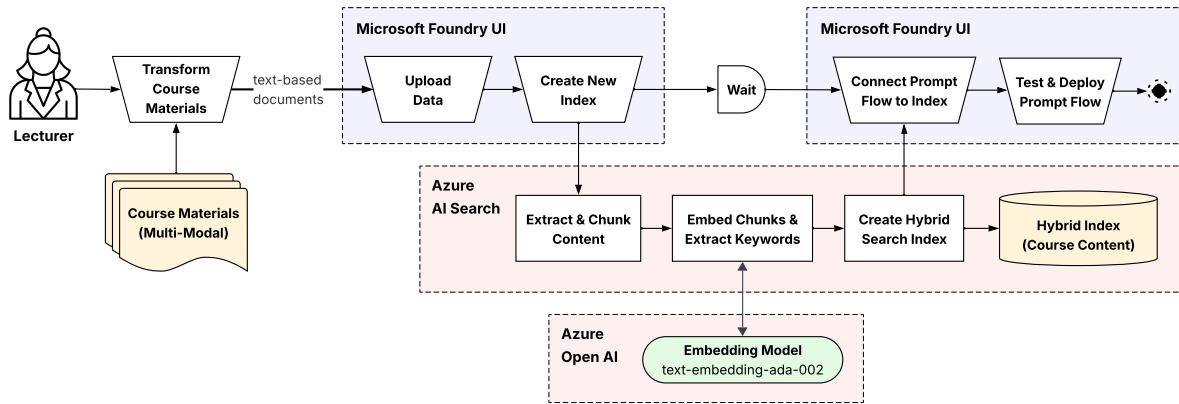 Microsoft Foundry UI
Microsoft Foundry UI
Lecturer
Transform
Course
Materials
text-based
documents
Upload
Data
Create New
Index
Wait
Connect Prompt
Flow to Index
Test & Deploy
Prompt Flow
Course Materials
(Multi-Modal)
Azure
AI Search
Extract & Chunk
Content
Embed Chunks &
Extract Keywords
Create Hybrid
Search Index
Hybrid Index
(Course Content)
Azure
Open AI
Embedding Model
text-embedding-ada-002